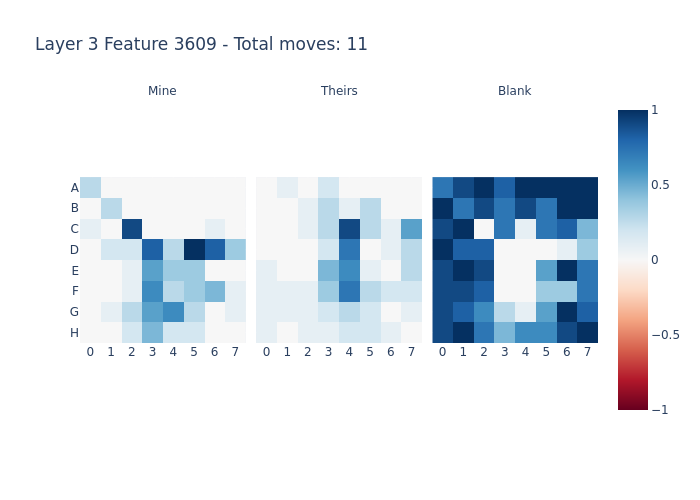 Layer 3 Feature 3609 - Total moves: 11
Mine
Theirs
Blank
A
B
C
D
E
F
G
H
0 1 2 3 4 5 6 7
0 1 2 3 4 5 6 7
0 1 2 3 4 5 6 7
1
0.5
0
−0.5
−1